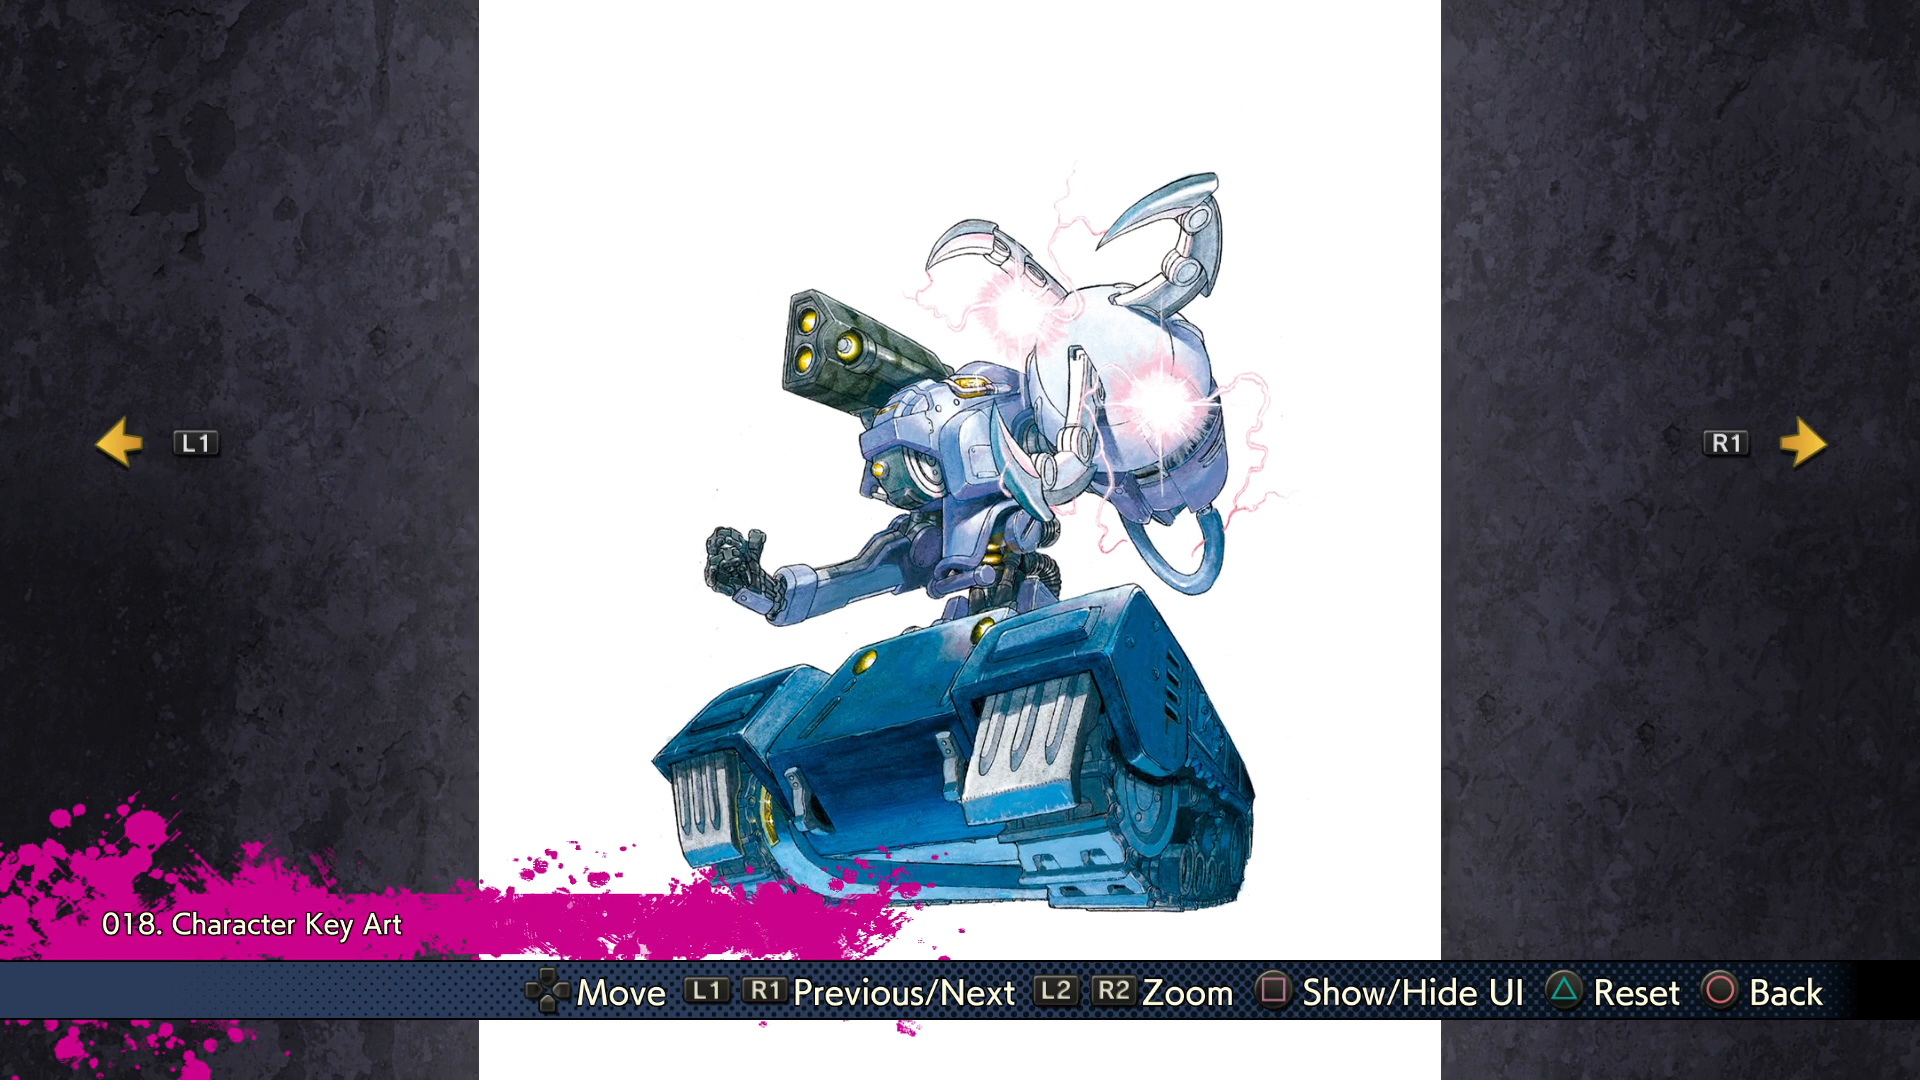 L1
R1
018. Character Key Art
Move L1 R1 Previous/Next L2 R2 Zoom Show/Hide UI Reset Back